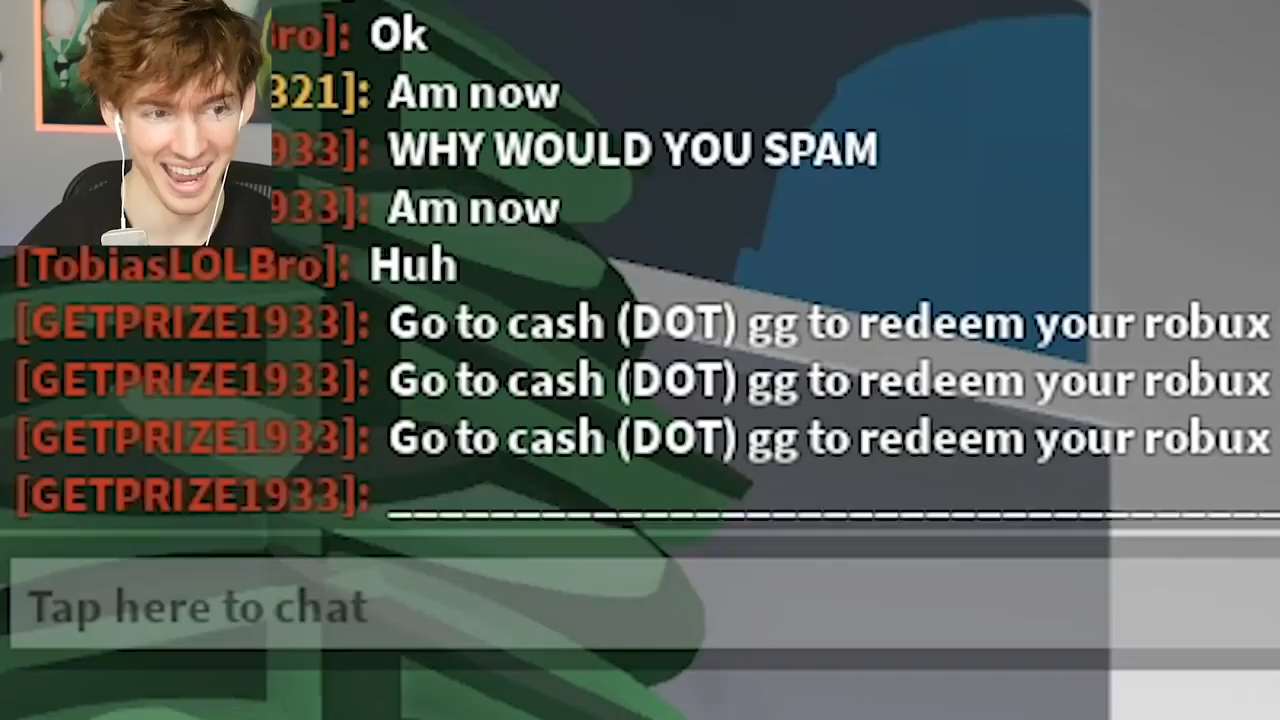 ro]: Ok
321]: Am now
933]: WHY WOULD YOU SPAM
933]: Am now
[TobiasLOLBro]: Huh
[GETPRIZE1933]: Go to cash (DOT) gg to redeem your robux
[GETPRIZE1933]: Go to cash (DOT) gg to redeem your robux
[GETPRIZE1933]: Go to cash (DOT) gg to redeem your robux
[GETPRIZE1933]: ___________________________________
Tap here to chat